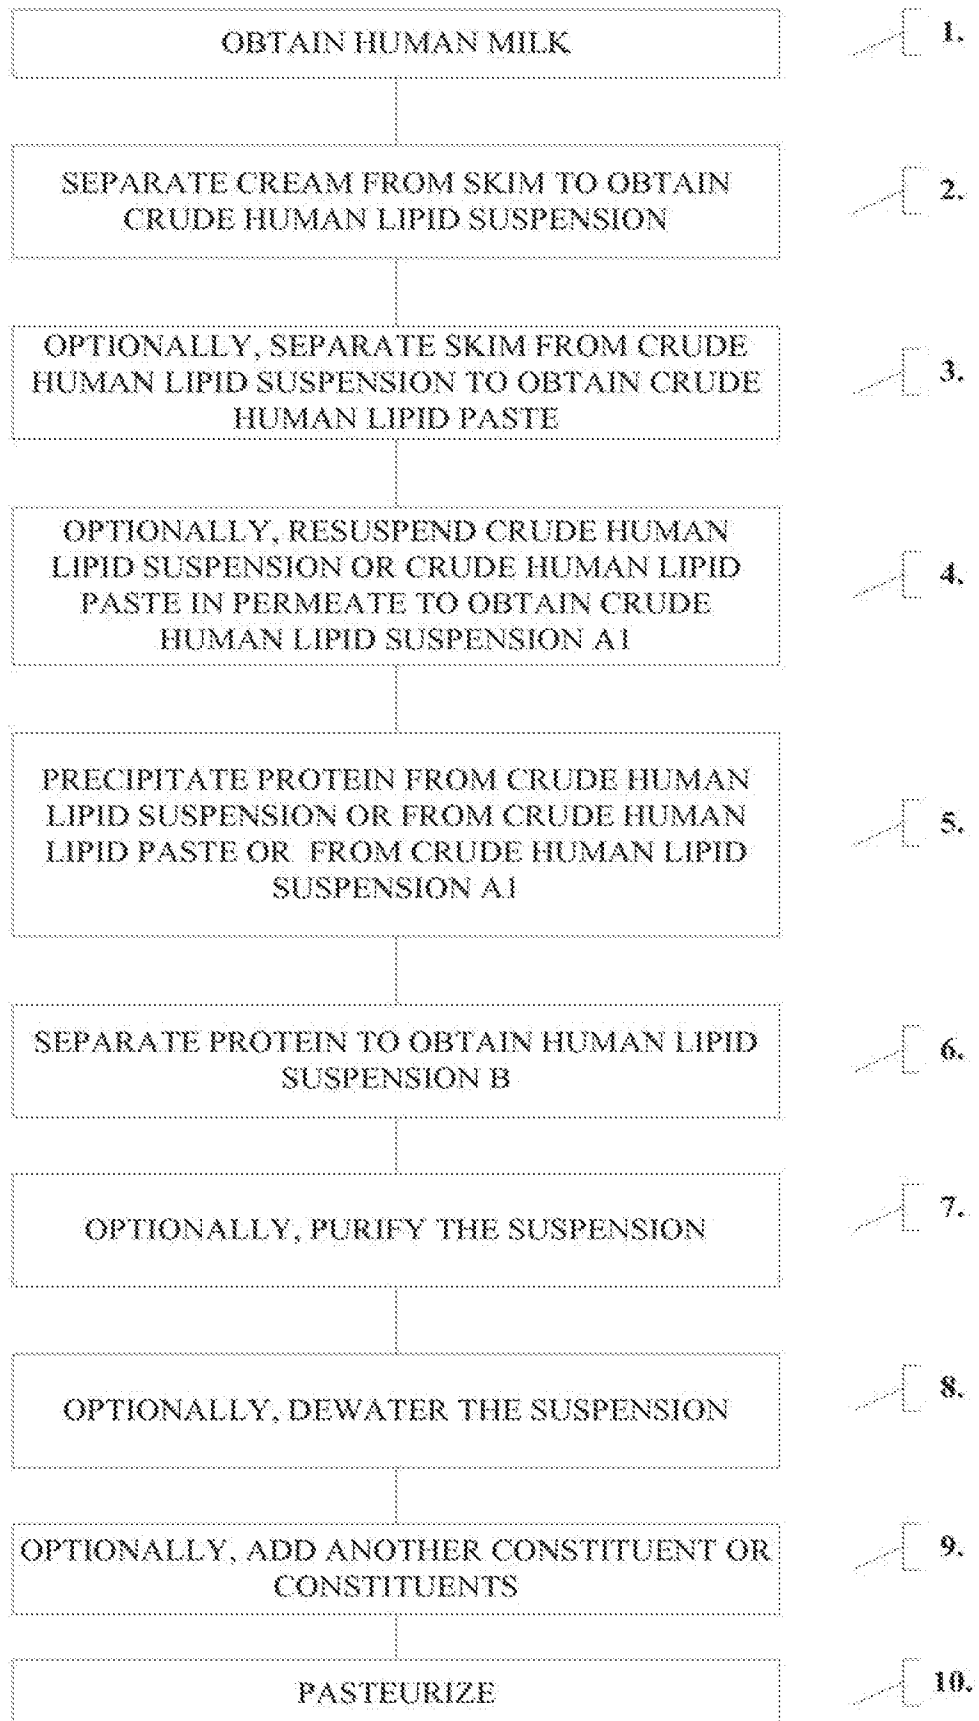 OBTAIN HUMAN MILK
1.
SEPARATE CREAM FROM SKIM TO OBTAIN
CRUDE HUMAN LIPID SUSPENSION
2.
OPTIONALLY, SEPARATE SKIM FROM CRUDE
HUMAN LIPID SUSPENSION TO OBTAIN CRUDE
HUMAN LIPID PASTE
3.
OPTIONALLY, RESUSPEND CRUDE HUMAN
LIPID SUSPENSION OR CRUDE HUMAN LIPID
PASTE IN PERMEATE TO OBTAIN CRUDE
HUMAN LIPID SUSPENSION A1
4.
PRECIPITATE PROTEIN FROM CRUDE HUMAN
LIPID SUSPENSION OR FROM CRUDE HUMAN
LIPID PASTE OR FROM CRUDE HUMAN LIPID
SUSPENSION A1
5.
SEPARATE PROTEIN TO OBTAIN HUMAN LIPID
SUSPENSION B
6.
OPTIONALLY, PURIFY THE SUSPENSION
7.
OPTIONALLY, DEWATER THE SUSPENSION
8.
OPTIONALLY, ADD ANOTHER CONSTITUENT OR
CONSTITUENTS
9.
PASTEURIZE
10.